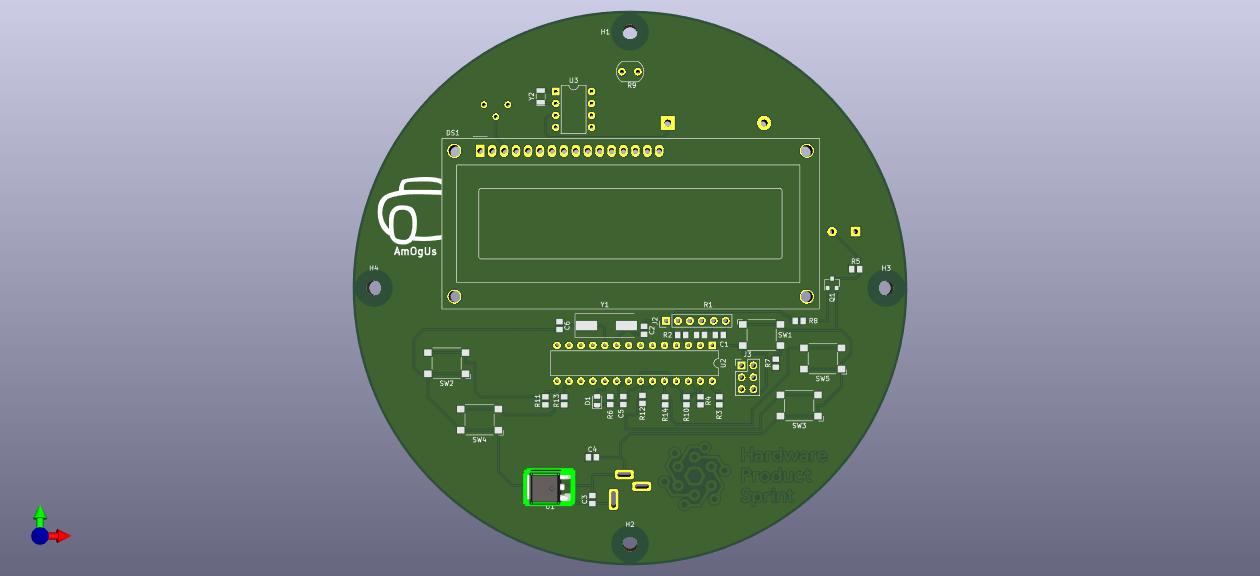 H1
R9
U3
Y2
DS1
AmOgUs
H4
H3
R5
Q1
Y1
R1
C6
C2
J2
R2
R8
C1
SW1
U2
J3
R7
SW5
SW2
R11
R13
D1
R6
C5
R12
R14
R10
R4
R3
SW3
SW4
C4
Hardware
Product
Sprint
C3
U1
H2